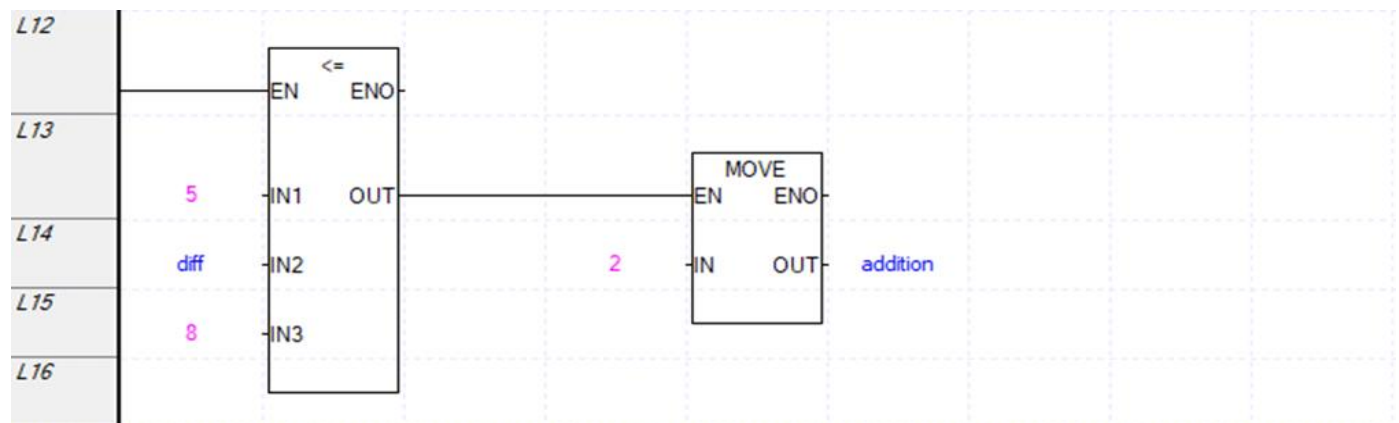 L12
<=
EN ENO
L13
MOVE
5 IN1 OUT EN ENO
L14
diff IN2 2 IN OUT addition
L15
8 IN3
L16